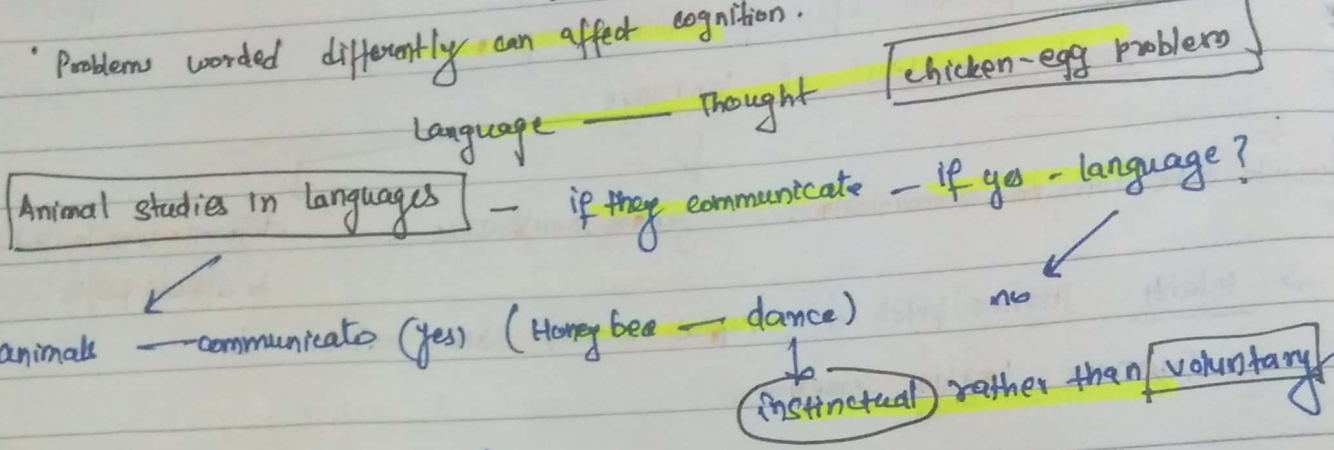 • Problems worded differently can affect cognition.
Language — Thought chicken-egg problem
Animal studies in languages – if they communicate – if yes - language?
no
animals — communicate (yes) (Honey bee — dance)
instinctual rather than voluntary